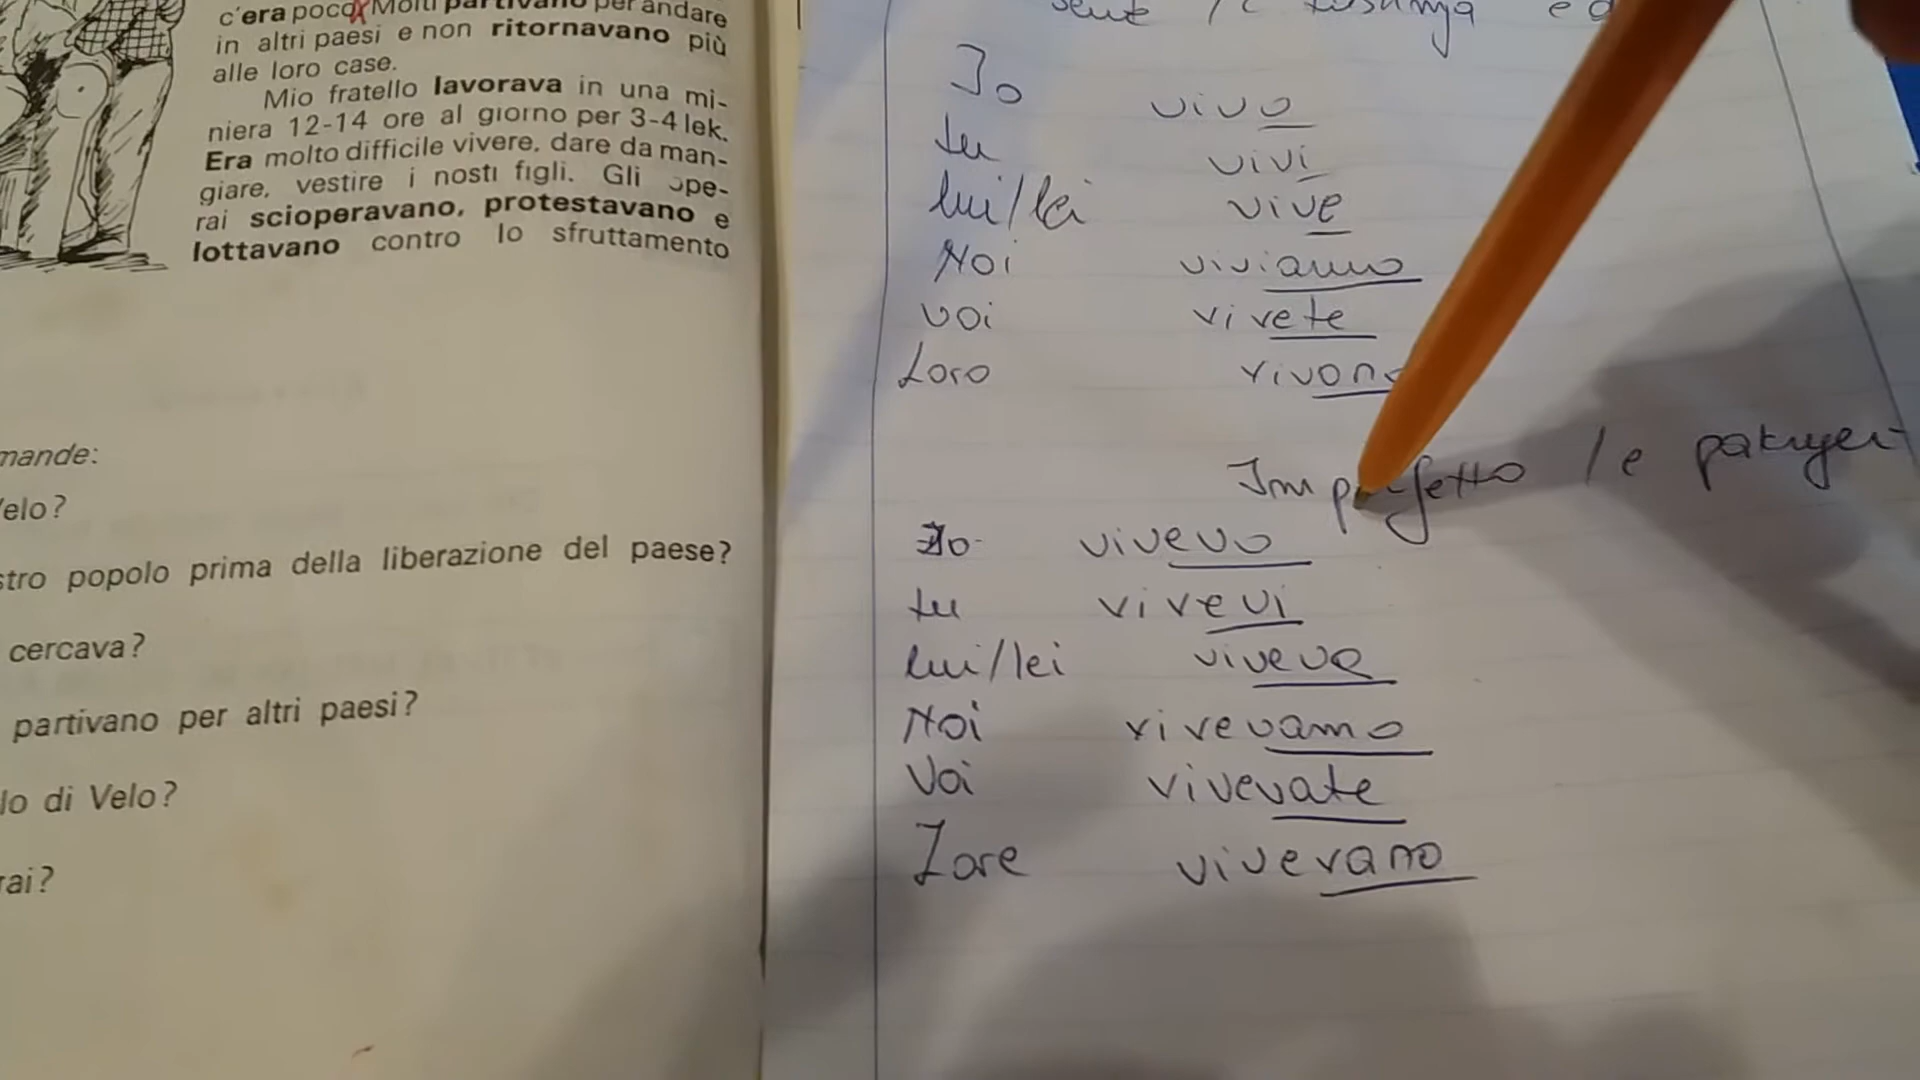 c'era poco Molti partivano per andare
in altri paesi e non ritornavano più
alle loro case.
Mio fratello lavorava in una mi-
niera 12-14 ore al giorno per 3-4 lek.
Era molto difficile vivere, dare da man-
giare, vestire i nosti figli. Gli ope-
rai scioperavano, protestavano e
lottavano contro lo sfruttamento
mande:
Velo?
stro popolo prima della liberazione del paese?
cercava?
partivano per altri paesi?
lo di Velo?
rai?
Io vivo
tu vivi
lui/lei vive
Noi viviamo
voi vivete
Loro vivono
Imperfetto / e pakryer
Io vivevo
tu vivevi
lui/lei viveva
Noi vivevamo
Voi vivevate
Lore vivevano